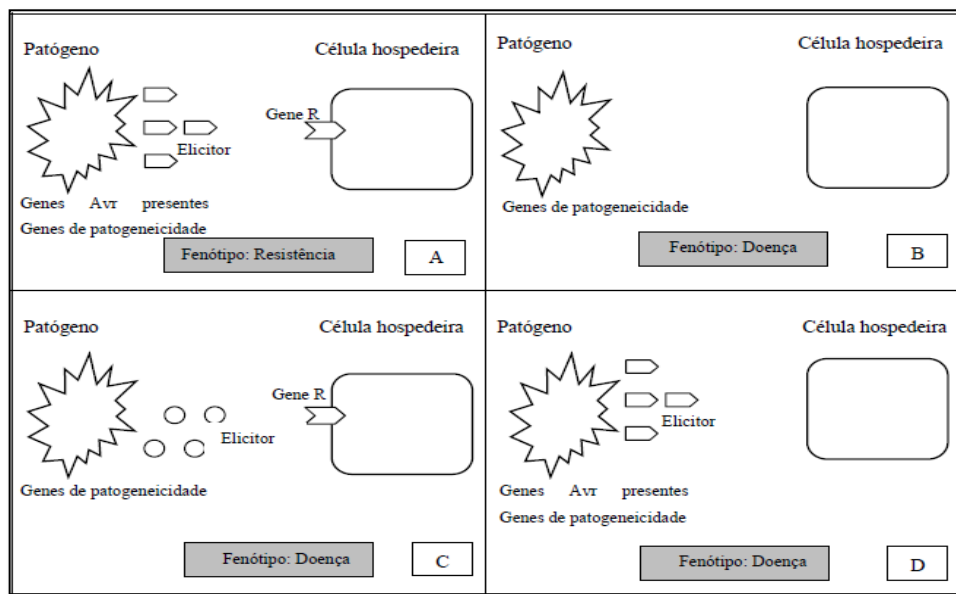 Patógeno
Célula hospedeira
Gene R
Elicitor
Genes Avr presentes
Genes de patogeneicidade
Fenótipo: Resistência
A
Patógeno
Célula hospedeira
Genes de patogeneicidade
Fenótipo: Doença
B
Patógeno
Célula hospedeira
Gene R
Elicitor
Genes de patogeneicidade
Fenótipo: Doença
C
Patógeno
Célula hospedeira
Elicitor
Genes Avr presentes
Genes de patogeneicidade
Fenótipo: Doença
D